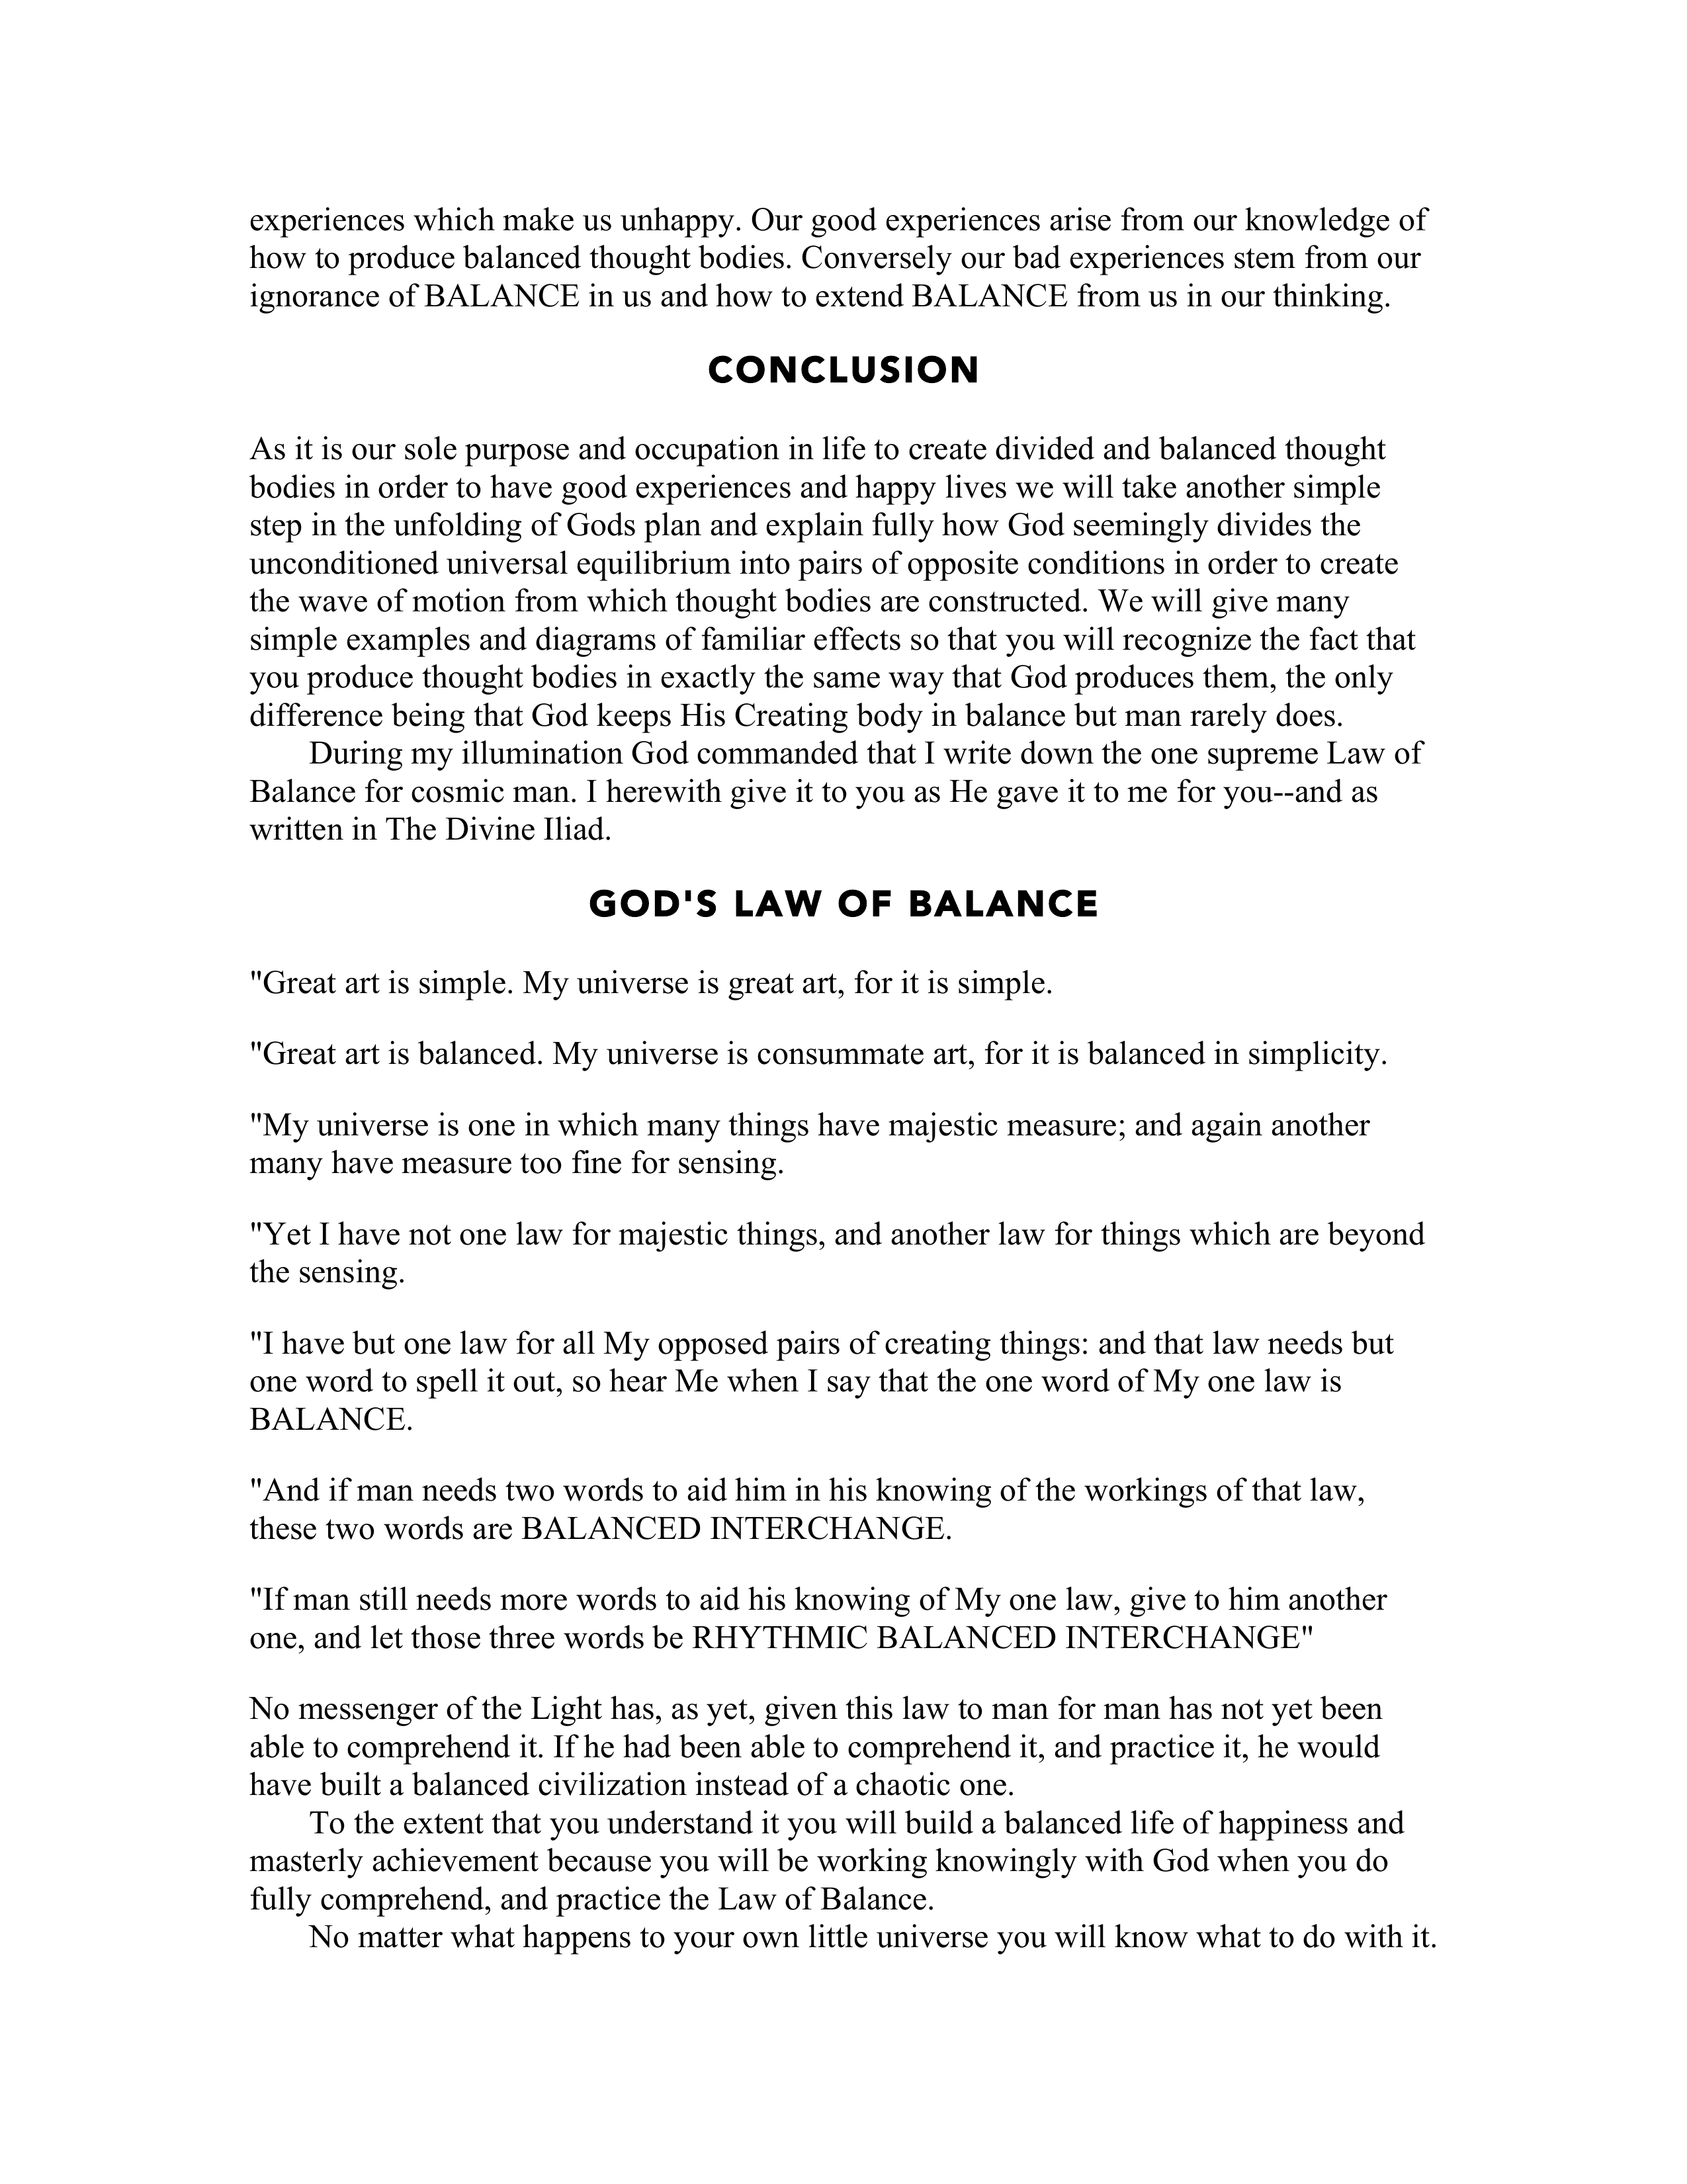 experiences which make us unhappy. Our good experiences arise from our knowledge of
how to produce balanced thought bodies. Conversely our bad experiences stem from our
ignorance of BALANCE in us and how to extend BALANCE from us in our thinking.
CONCLUSION
As it is our sole purpose and occupation in life to create divided and balanced thought
bodies in order to have good experiences and happy lives we will take another simple
step in the unfolding of Gods plan and explain fully how God seemingly divides the
unconditioned universal equilibrium into pairs of opposite conditions in order to create
the wave of motion from which thought bodies are constructed. We will give many
simple examples and diagrams of familiar effects so that you will recognize the fact that
you produce thought bodies in exactly the same way that God produces them, the only
difference being that God keeps His Creating body in balance but man rarely does.
During my illumination God commanded that I write down the one supreme Law of
Balance for cosmic man. I herewith give it to you as He gave it to me for you--and as
written in The Divine Iliad.
GOD'S LAW OF BALANCE
"Great art is simple. My universe is great art, for it is simple.
"Great art is balanced. My universe is consummate art, for it is balanced in simplicity.
"My universe is one in which many things have majestic measure; and again another
many have measure too fine for sensing.
"Yet I have not one law for majestic things, and another law for things which are beyond
the sensing.
"I have but one law for all My opposed pairs of creating things: and that law needs but
one word to spell it out, so hear Me when I say that the one word of My one law is
BALANCE.
"And if man needs two words to aid him in his knowing of the workings of that law,
these two words are BALANCED INTERCHANGE.
"If man still needs more words to aid his knowing of My one law, give to him another
one, and let those three words be RHYTHMIC BALANCED INTERCHANGE"
No messenger of the Light has, as yet, given this law to man for man has not yet been
able to comprehend it. If he had been able to comprehend it, and practice it, he would
have built a balanced civilization instead of a chaotic one.
To the extent that you understand it you will build a balanced life of happiness and
masterly achievement because you will be working knowingly with God when you do
fully comprehend, and practice the Law of Balance.
No matter what happens to your own little universe you will know what to do with it.